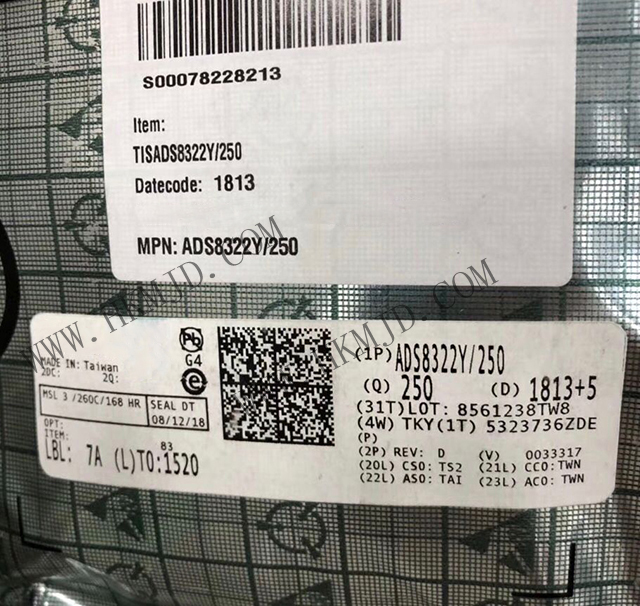 S00078228213
Item:
TISADS8322Y/250
Datecode: 1813
MPN: ADS8322Y/250
WWW.HKMJD.COM
HKMJD.COM
MADE IN: Taiwan
2DC: 2Q:
G4
e
MSL 3 /260C/168 HR
SEAL DT
08/12/18
OPT:
ITEM:
83
LBL: 7A (L)TO:1520
(1P) ADS8322Y/250
(Q) 250 (D) 1813+5
(31T)LOT: 8561238TW8
(4W) TKY(1T) 5323736ZDE
(P)
(2P) REV: D (V) 0033317
(20L) CSO: TS2 (21L) CCO: TWN
(22L) ASO: TAI (23L) ACO: TWN